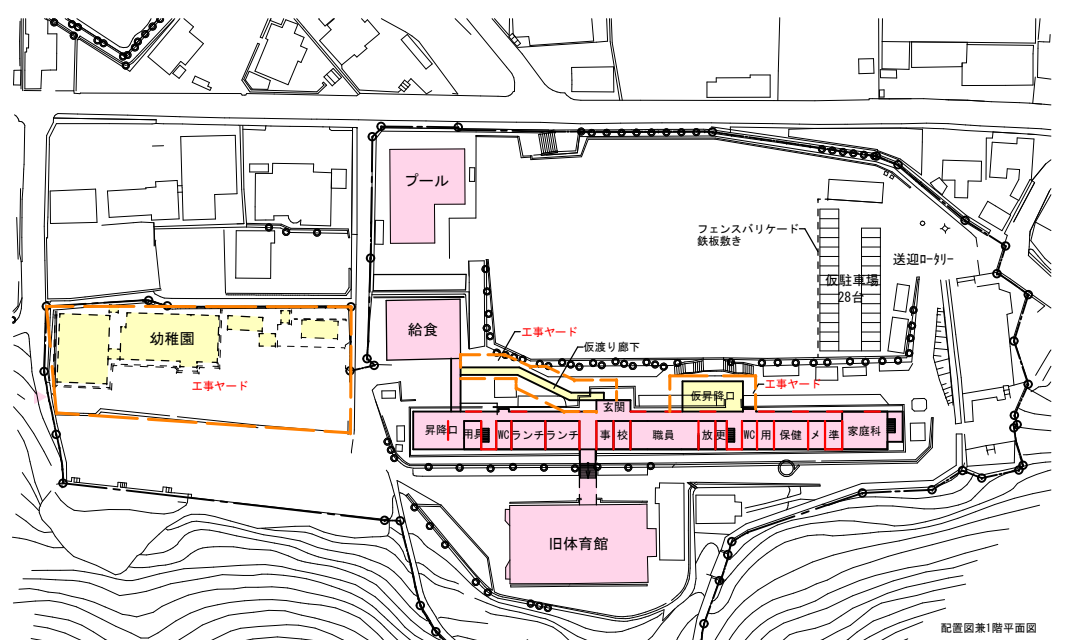 プール
フェンスバリケード
鉄板敷き
送迎ロータリー
仮駐車場
28台
給食
工事ヤード
仮渡り廊下
幼稚園
工事ヤード
工事ヤード
仮昇降口
玄関
昇降口
用具
WC
ランチ
ランチ
事
校
職員
放
更
WC
用
保健
メ
準
家庭科
旧体育館
配置図兼1階平面図